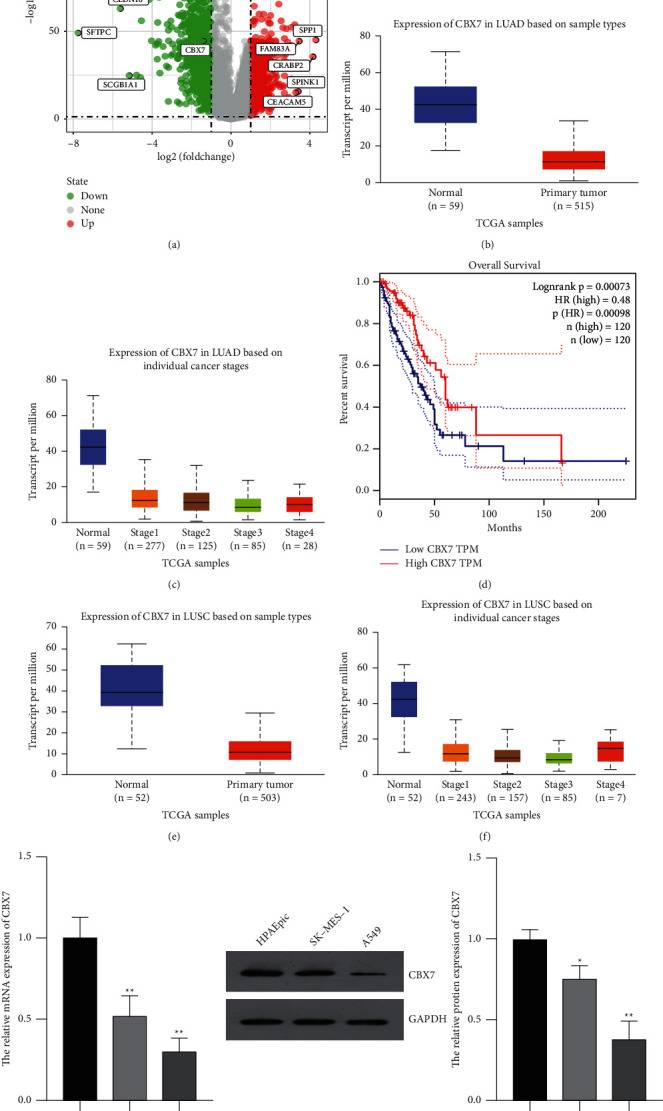 50
0
SFTPC
CBX7
SCGB1A1
FAM83A
SPP1
CRABP2
SPINK1
CEACAM5
−8
−4
0
4
log2 (foldchange)
State
Down
None
Up
(a)
Expression of CBX7 in LUAD based on sample types
Transcript per million
80
60
40
20
0
Normal
(n = 59)
Primary tumor
(n = 515)
TCGA samples
(b)
Expression of CBX7 in LUAD based on
individual cancer stages
Transcript per million
80
60
40
20
0
Normal
(n = 59)
Stage1
(n = 277)
Stage2
(n = 125)
Stage3
(n = 85)
Stage4
(n = 28)
TCGA samples
(c)
Overall Survival
Lognrank p = 0.00073
HR (high) = 0.48
p (HR) = 0.00098
n (high) = 120
n (low) = 120
Percent survival
1.0
0.8
0.6
0.4
0.2
0.0
0
50
100
150
200
Months
Low CBX7 TPM
High CBX7 TPM
(d)
Expression of CBX7 in LUSC based on sample types
Transcript per million
70
60
50
40
30
20
10
0
Normal
(n = 52)
Primary tumor
(n = 503)
TCGA samples
(e)
Expression of CBX7 in LUSC based on
individual cancer stages
Transcript per million
80
60
40
20
0
Normal
(n = 52)
Stage1
(n = 243)
Stage2
(n = 157)
Stage3
(n = 85)
Stage4
(n = 7)
TCGA samples
(f)
The relative mRNA expression of CBX7
1.5
1.0
0.5
0.0
**
**
HPAEpic
SK−MES−1
A549
CBX7
GAPDH
The relative protien expression of CBX7
1.5
1.0
0.5
0.0
*
**